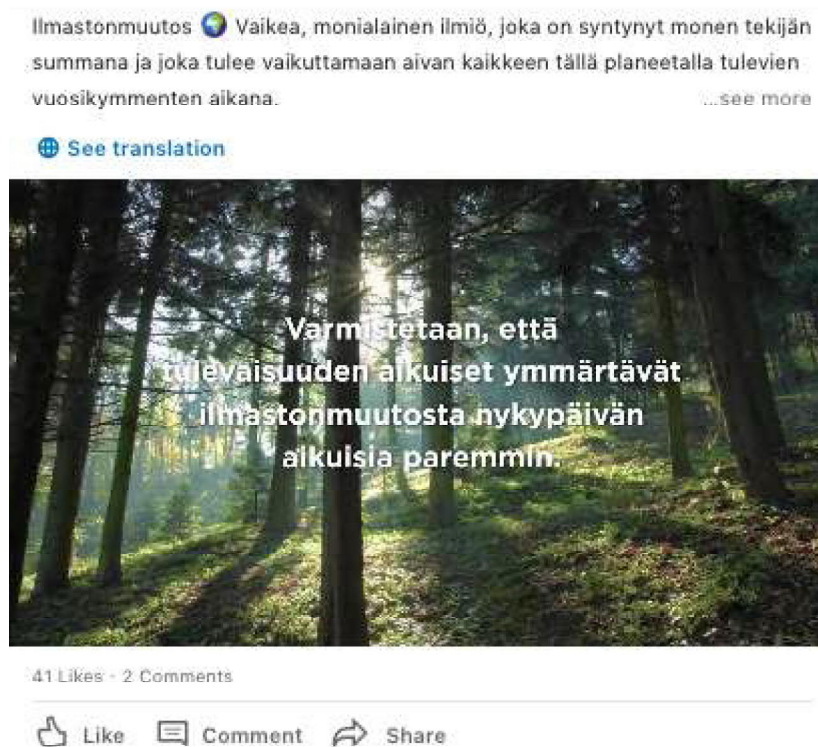 Ilmastonmuutos 🌍 Vaikea, monialainen ilmiö, joka on syntynyt monen tekijän
summana ja joka tulee vaikuttamaan aivan kaikkeen tällä planeetalla tulevien
vuosikymmenten aikana. ...see more
See translation
Varmistetaan, että
tulevaisuuden aikuiset ymmärtävät
ilmastonmuutosta nykypäivän
aikuisia paremmin.
41 Likes · 2 Comments
Like Comment Share